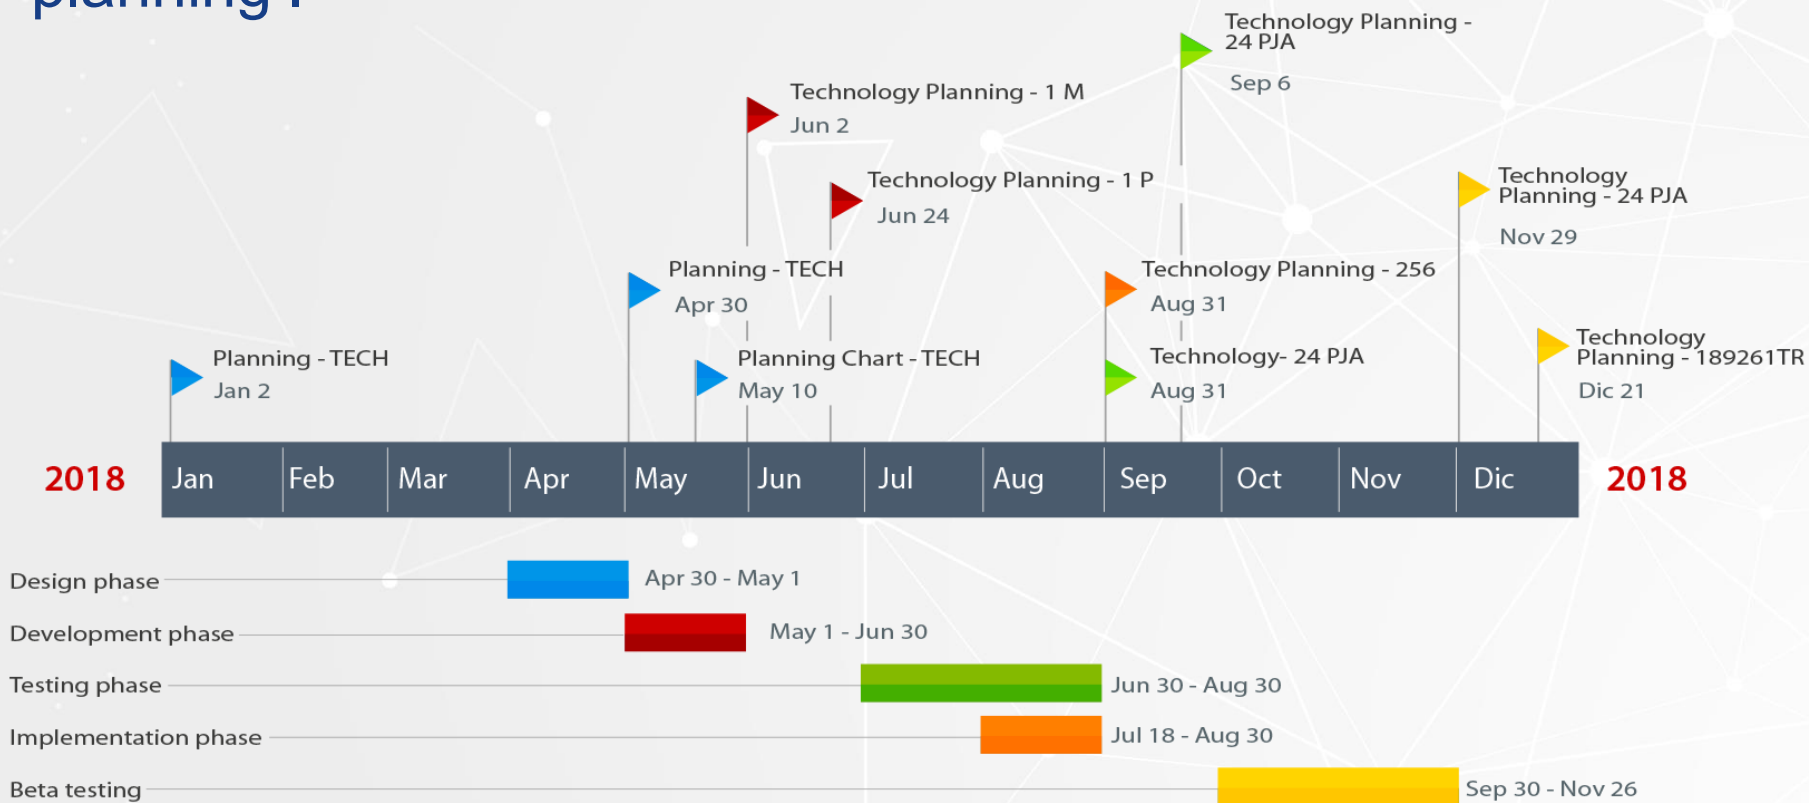 planning :
Technology Planning -
24 PJA
Sep 6
Technology Planning - 1 M
Jun 2
Technology Planning - 1 P
Jun 24
Technology
Planning - 24 PJA
Nov 29
Planning - TECH
Apr 30
Technology Planning - 256
Aug 31
Planning - TECH
Jan 2
Planning Chart - TECH
May 10
Technology- 24 PJA
Aug 31
Technology
Planning - 189261TR
Dic 21
2018 Jan Feb Mar Apr May Jun Jul Aug Sep Oct Nov Dic 2018
Design phase Apr 30 - May 1
Development phase May 1 - Jun 30
Testing phase Jun 30 - Aug 30
Implementation phase Jul 18 - Aug 30
Beta testing Sep 30 - Nov 26